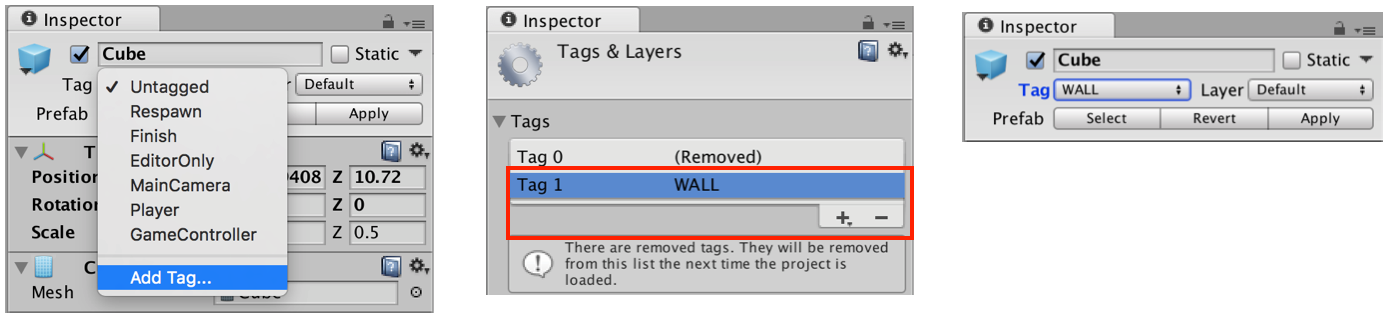 Inspector
Cube
Static
Tag
Default
Untagged
Respawn
Finish
EditorOnly
MainCamera
Player
GameController
Add Tag...
Prefab
Apply
T
Position
9408 Z 10.72
Rotation
Z 0
Scale
Z 0.5
C
Mesh
Cube
Inspector
Tags & Layers
Tags
Tag 0 (Removed)
Tag 1 WALL
There are removed tags. They will be removed
from this list the next time the project is
loaded.
Inspector
Cube
Static
Tag WALL Layer Default
Prefab Select Revert Apply